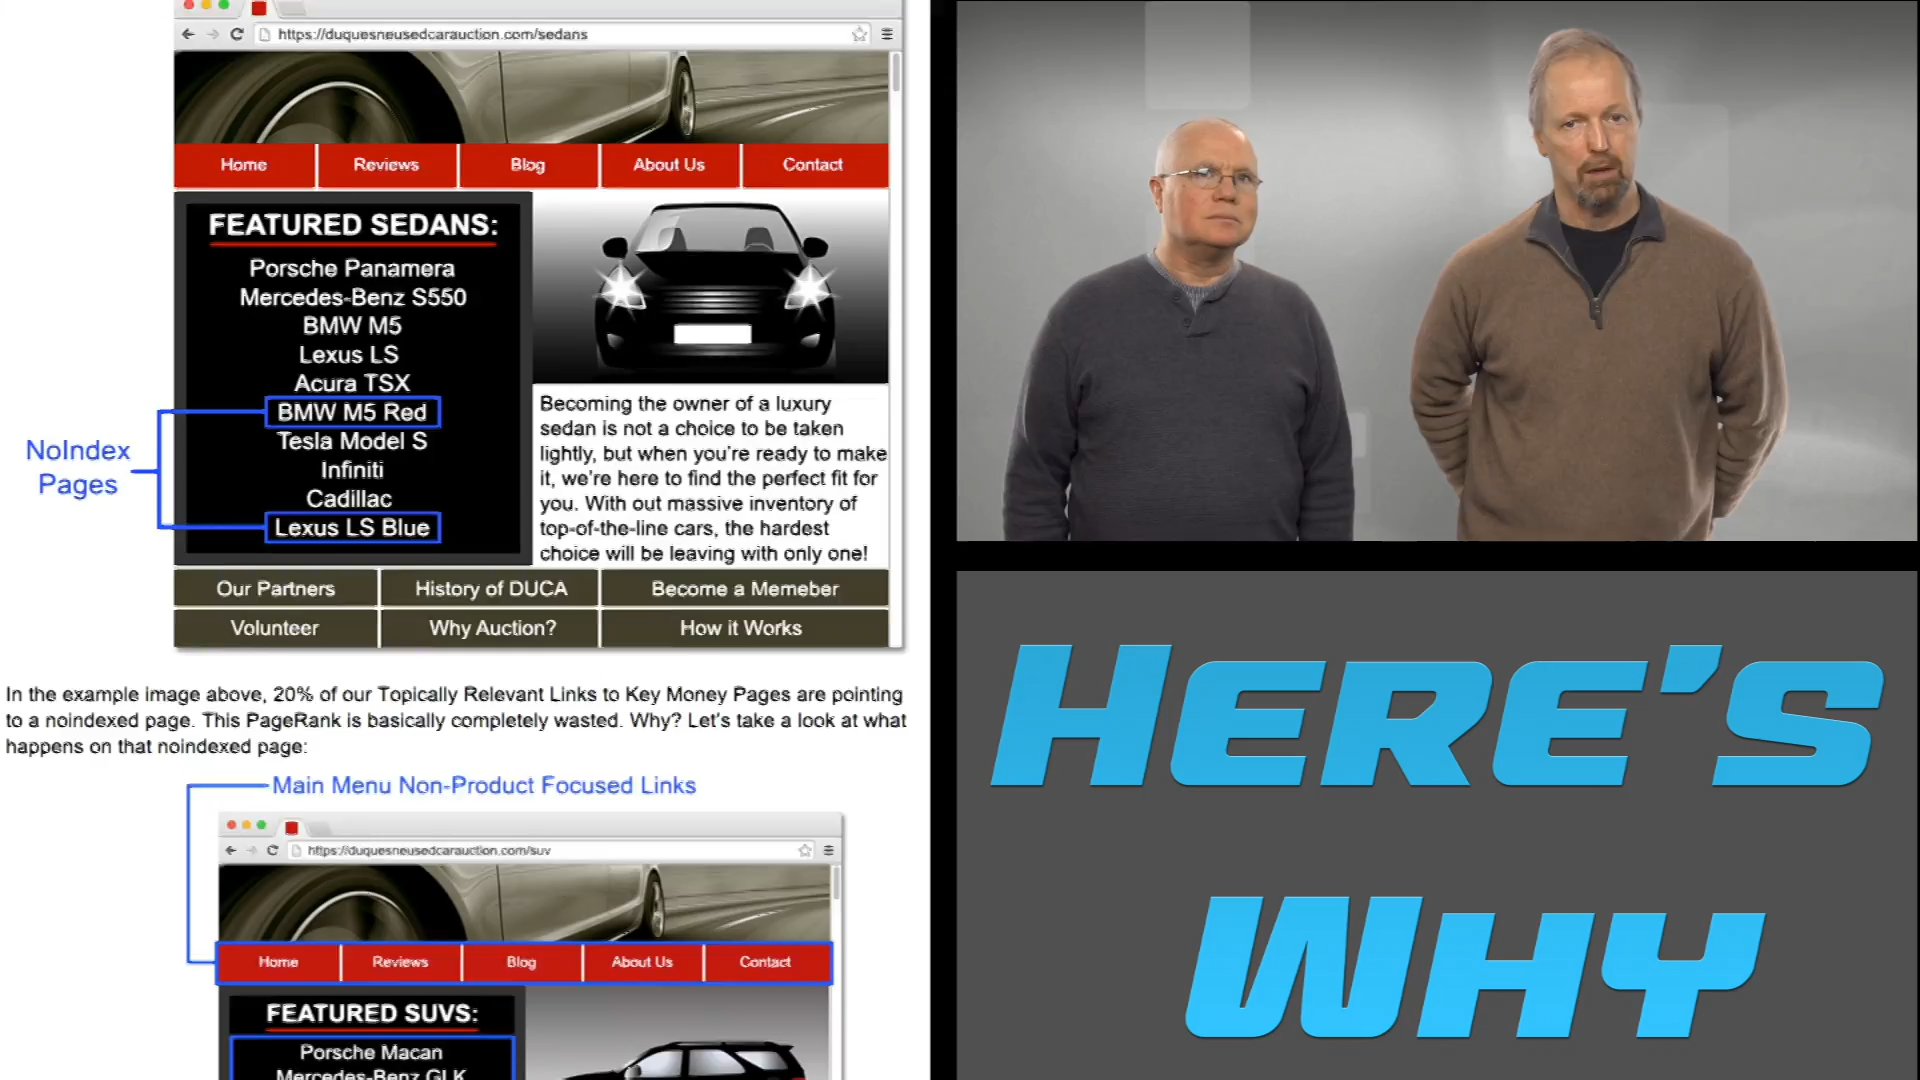 https://duquesneusedcarauction.com/sedans
Home
Reviews
Blog
About Us
Contact
FEATURED SEDANS:
Porsche Panamera
Mercedes-Benz S550
BMW M5
Lexus LS
Acura TSX
BMW M5 Red
Tesla Model S
Infiniti
Cadillac
Lexus LS Blue
NoIndex
Pages
Becoming the owner of a luxury
sedan is not a choice to be taken
lightly, but when you're ready to make
it, we're here to find the perfect fit for
you. With out massive inventory of
top-of-the-line cars, the hardest
choice will be leaving with only one!
Our Partners
History of DUCA
Become a Memeber
Volunteer
Why Auction?
How it Works
In the example image above, 20% of our Topically Relevant Links to Key Money Pages are pointing
to a noindexed page. This PageRank is basically completely wasted. Why? Let's take a look at what
happens on that noindexed page:
Main Menu Non-Product Focused Links
https://duquesneusedcarauction.com/suv
Home
Reviews
Blog
About Us
Contact
FEATURED SUVS:
Porsche Macan
Mercedes-Benz GLK
HERE'S
WHY